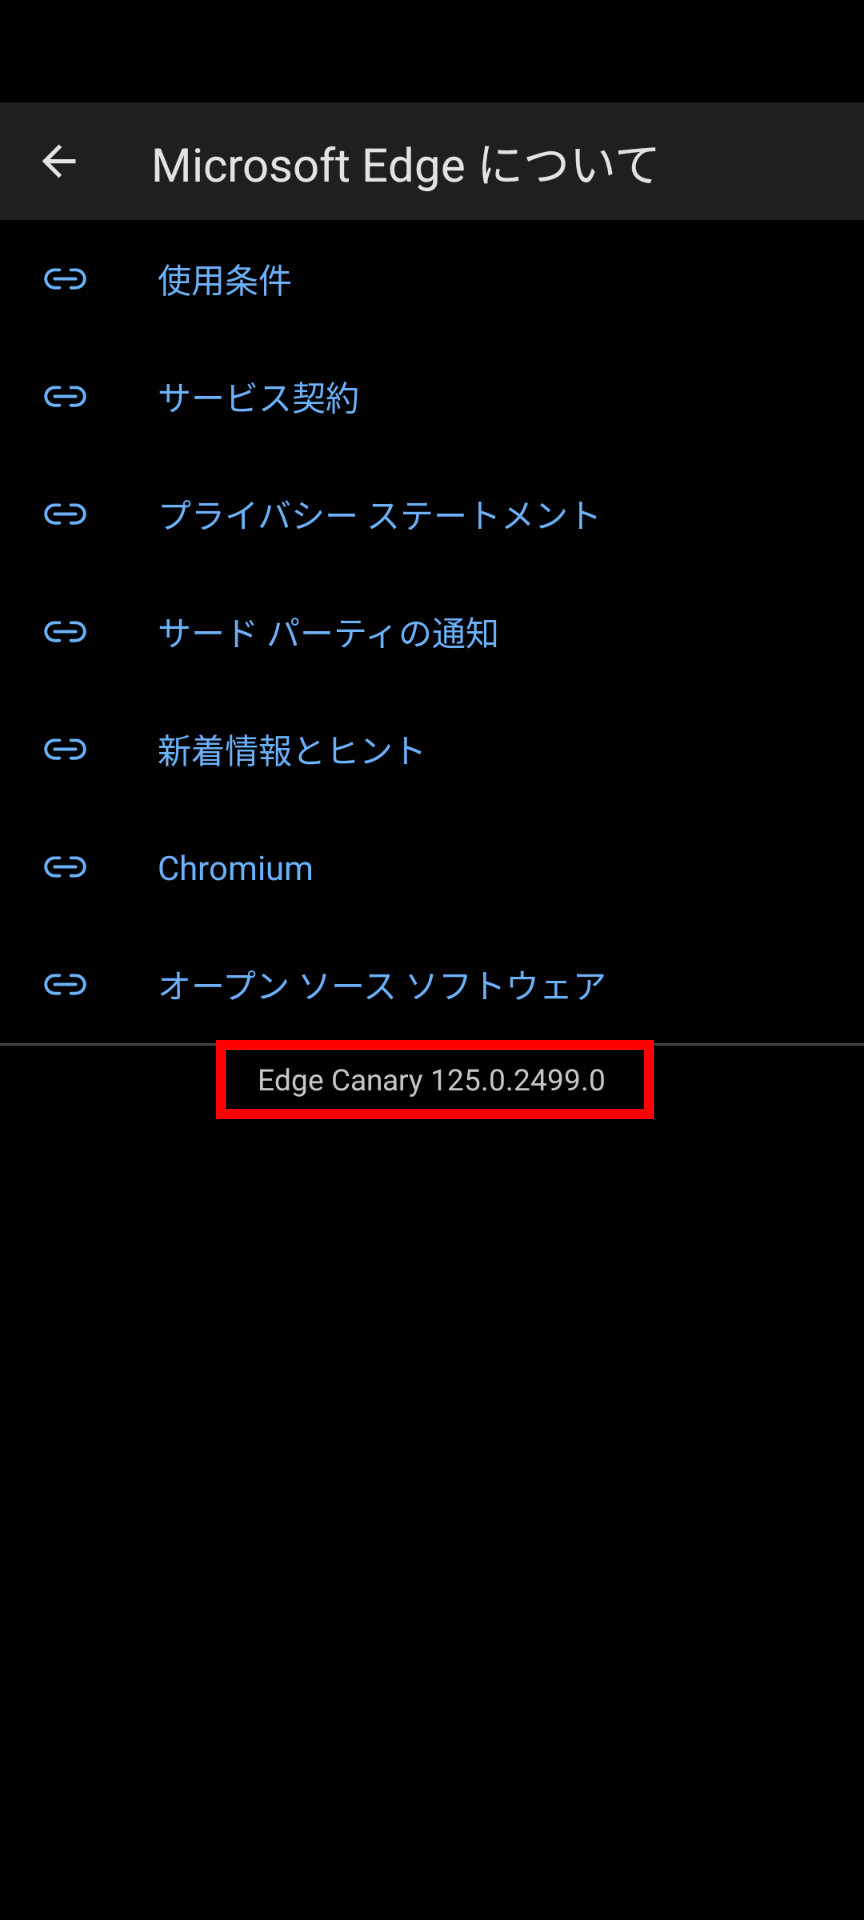 Microsoft Edge について
使用条件
サービス契約
プライバシー ステートメント
サード パーティの通知
新着情報とヒント
Chromium
オープン ソース ソフトウェア
Edge Canary 125.0.2499.0